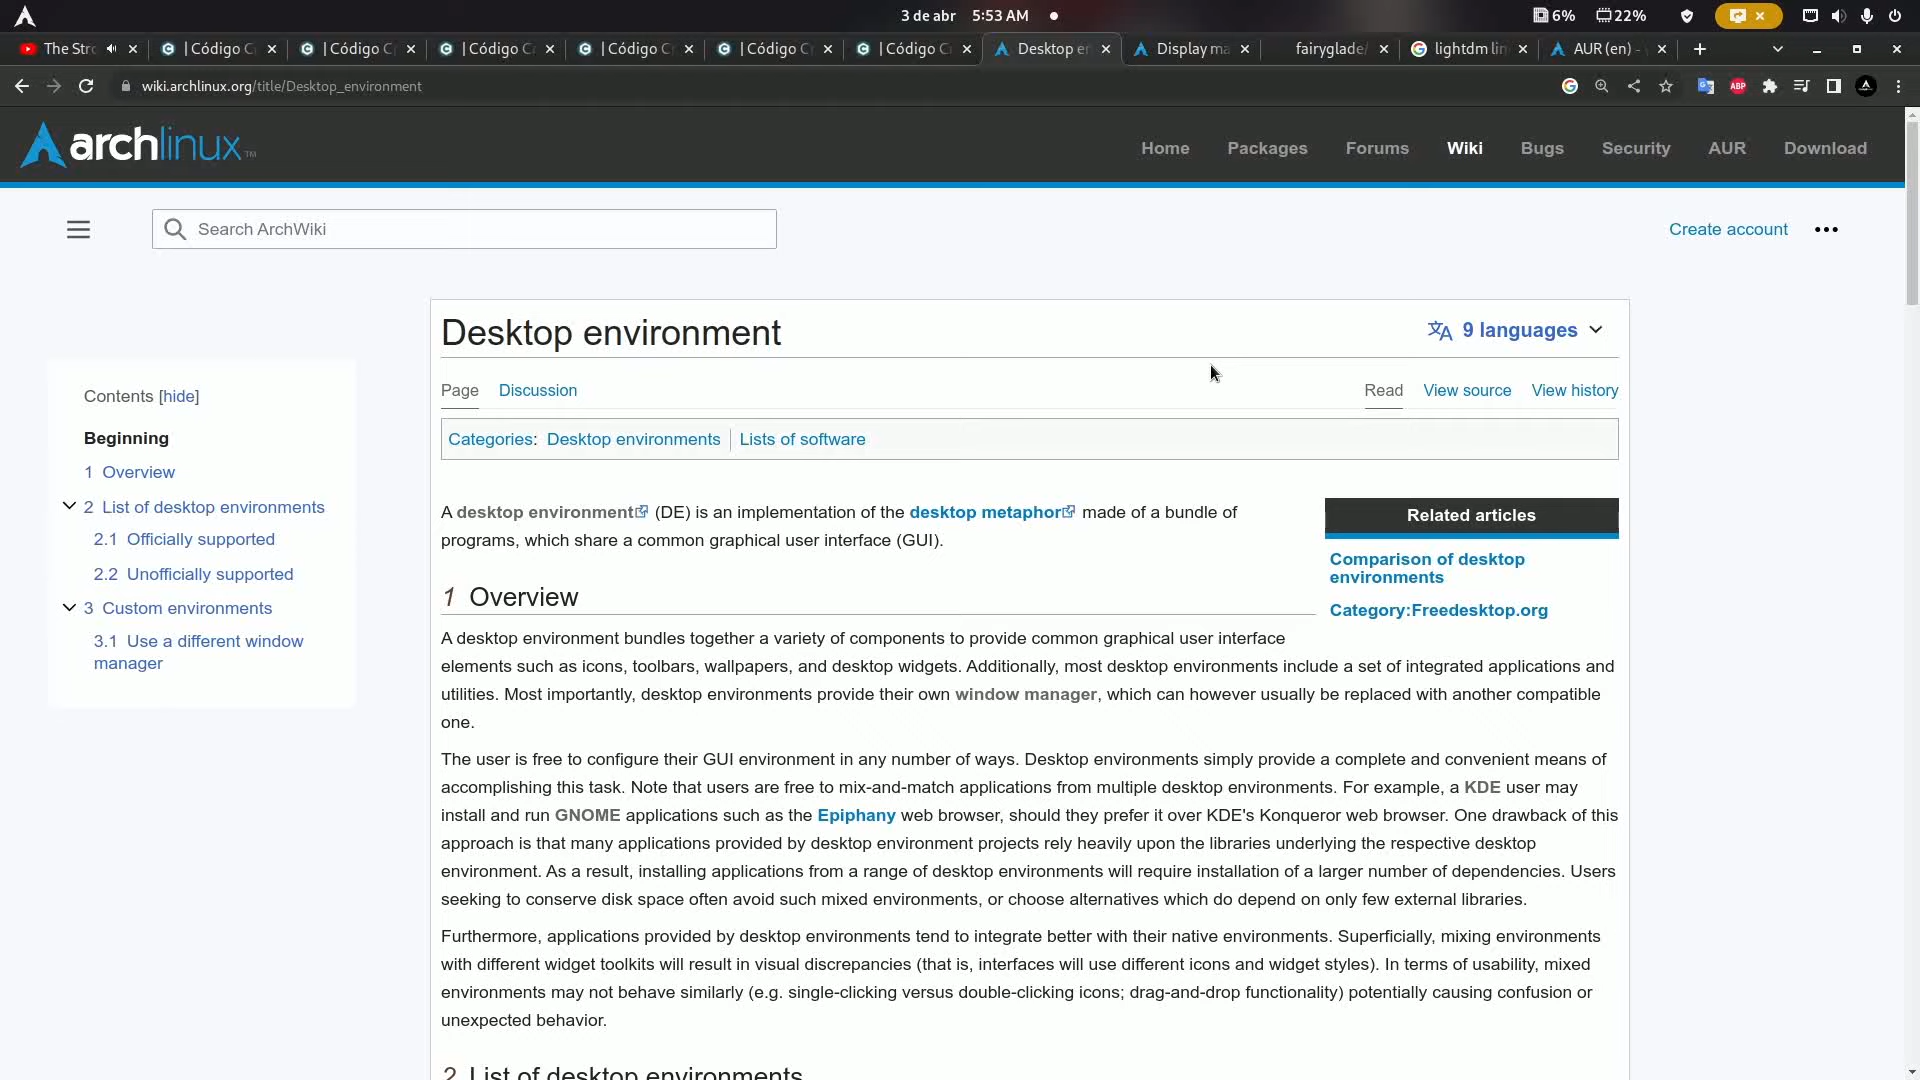 3 de abr 5:53 AM
6% 22%
The Stro
| Código C
| Código C
| Código C
| Código C
| Código C
| Código C
Desktop en
Display ma
fairyglade/
lightdm lin
AUR (en) -
wiki.archlinux.org/title/Desktop_environment
ABP
archlinux™
Home Packages Forums Wiki Bugs Security AUR Download
Search ArchWiki
Create account
Contents [hide]
Beginning
1 Overview
2 List of desktop environments
2.1 Officially supported
2.2 Unofficially supported
3 Custom environments
3.1 Use a different window
manager
Desktop environment
9 languages
Page Discussion
Read View source View history
Categories: Desktop environments Lists of software
A desktop environment (DE) is an implementation of the desktop metaphor made of a bundle of
programs, which share a common graphical user interface (GUI).
Related articles
Comparison of desktop
environments
Category:Freedesktop.org
1 Overview
A desktop environment bundles together a variety of components to provide common graphical user interface
elements such as icons, toolbars, wallpapers, and desktop widgets. Additionally, most desktop environments include a set of integrated applications and
utilities. Most importantly, desktop environments provide their own window manager, which can however usually be replaced with another compatible
one.
The user is free to configure their GUI environment in any number of ways. Desktop environments simply provide a complete and convenient means of
accomplishing this task. Note that users are free to mix-and-match applications from multiple desktop environments. For example, a KDE user may
install and run GNOME applications such as the Epiphany web browser, should they prefer it over KDE's Konqueror web browser. One drawback of this
approach is that many applications provided by desktop environment projects rely heavily upon the libraries underlying the respective desktop
environment. As a result, installing applications from a range of desktop environments will require installation of a larger number of dependencies. Users
seeking to conserve disk space often avoid such mixed environments, or choose alternatives which do depend on only few external libraries.
Furthermore, applications provided by desktop environments tend to integrate better with their native environments. Superficially, mixing environments
with different widget toolkits will result in visual discrepancies (that is, interfaces will use different icons and widget styles). In terms of usability, mixed
environments may not behave similarly (e.g. single-clicking versus double-clicking icons; drag-and-drop functionality) potentially causing confusion or
unexpected behavior.
2 List of desktop environments